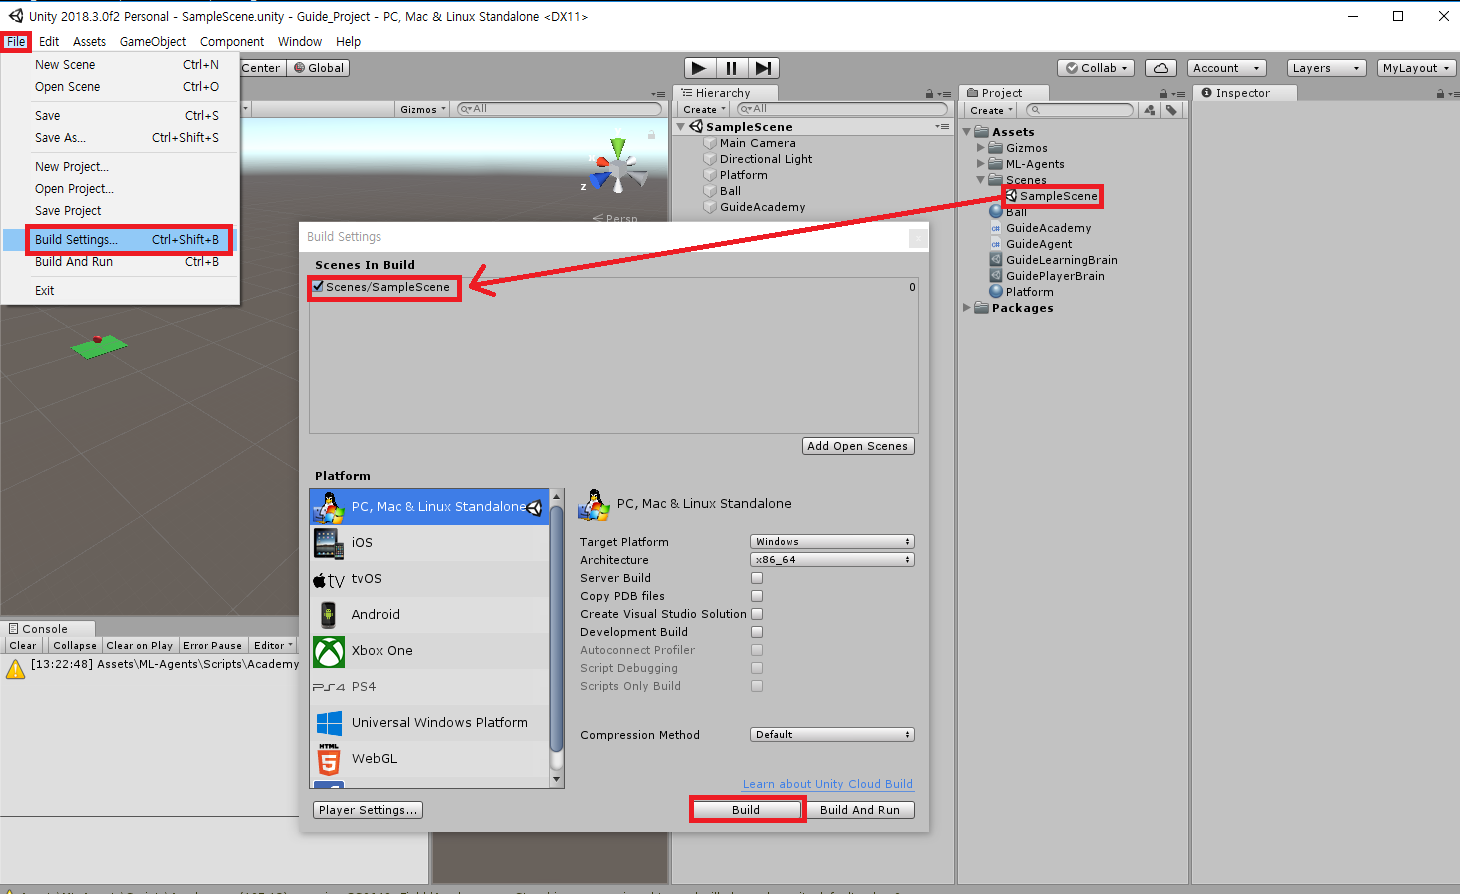 Unity 2018.3.0f2 Personal - SampleScene.unity - Guide_Project - PC, Mac & Linux Standalone <DX11>
File Edit Assets GameObject Component Window Help
New Scene Ctrl+N
Open Scene Ctrl+O
Save Ctrl+S
Save As... Ctrl+Shift+S
New Project...
Open Project...
Save Project
Build Settings... Ctrl+Shift+B
Build And Run Ctrl+B
Exit
Center Global
Collab Account Layers MyLayout
Gizmos All
z
Persp
Hierarchy
Create All
SampleScene
Main Camera
Directional Light
Platform
Ball
GuideAcademy
Project
Create
Assets
Gizmos
ML-Agents
Scenes
SampleScene
Ball
GuideAcademy
GuideAgent
GuideLearningBrain
GuidePlayerBrain
Platform
Packages
Inspector
Build Settings
Scenes In Build
Scenes/SampleScene 0
Add Open Scenes
Platform
PC, Mac & Linux Standalone
iOS
tv tvOS
Android
Xbox One
PS4 PS4
Universal Windows Platform
HTML 5 WebGL
PC, Mac & Linux Standalone
Target Platform Windows
Architecture x86_64
Server Build
Copy PDB files
Create Visual Studio Solution
Development Build
Autoconnect Profiler
Script Debugging
Scripts Only Build
Compression Method Default
Learn about Unity Cloud Build
Player Settings... Build Build And Run
Console
Clear Collapse Clear on Play Error Pause Editor
[13:22:48] Assets\ML-Agents\Scripts\Academy